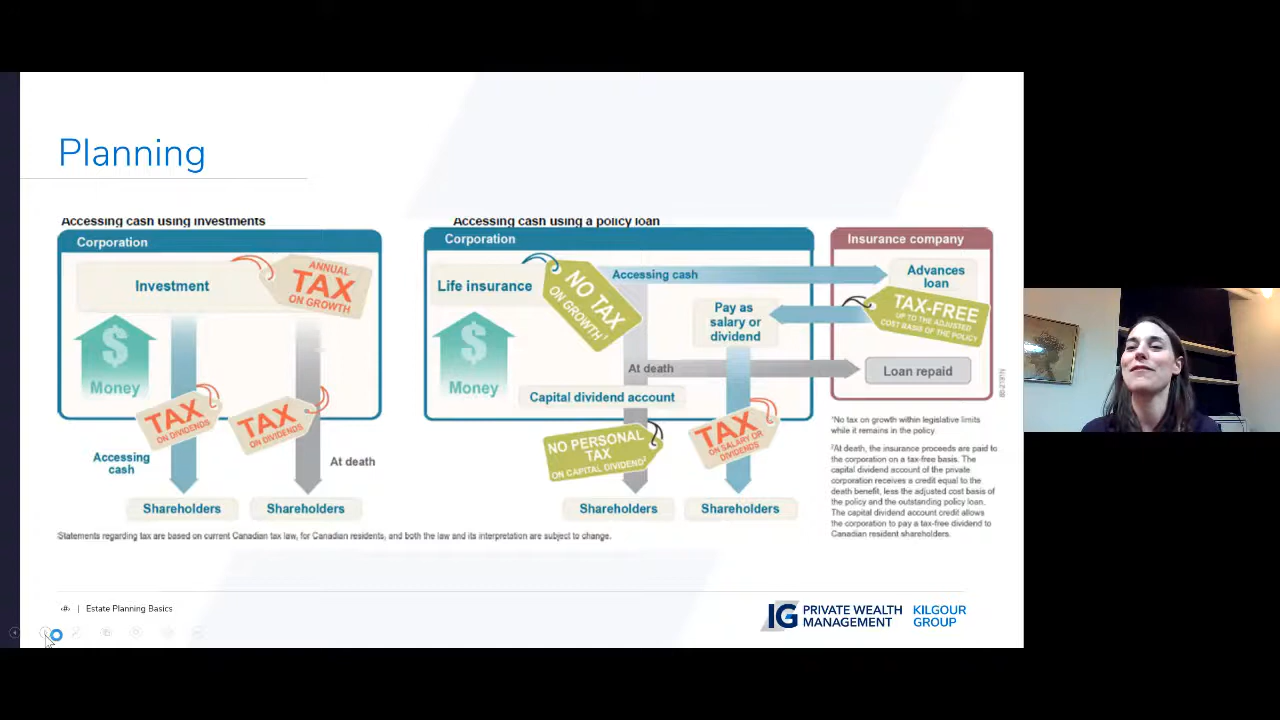 Planning
Accessing cash using investments
Corporation
Investment
ANNUAL
TAX
ON GROWTH
$
Money
TAX
ON DIVIDENDS
TAX
ON DIVIDENDS
Accessing
cash
At death
Shareholders
Shareholders
Accessing cash using a policy loan
Corporation
Life insurance
NO TAX
ON GROWTH¹
Accessing cash
Pay as
salary or
dividend
$
Money
At death
Capital dividend account
NO PERSONAL
TAX
ON CAPITAL DIVIDEND²
TAX
ON SALARY OR
DIVIDENDS
Shareholders
Shareholders
Insurance company
Advances
loan
TAX-FREE
UP TO THE ADJUSTED
COST BASIS OF THE POLICY
Loan repaid
¹No tax on growth within legislative limits
while it remains in the policy
²At death, the insurance proceeds are paid to
the corporation on a tax-free basis. The
capital dividend account of the private
corporation receives a credit equal to the
death benefit, less the adjusted cost basis of
the policy and the outstanding policy loan.
The capital dividend account credit allows
the corporation to pay a tax-free dividend to
Canadian resident shareholders.
Statements regarding tax are based on current Canadian tax law, for Canadian residents, and both the law and its interpretation are subject to change.
‹#› | Estate Planning Basics
IG PRIVATE WEALTH
MANAGEMENT
KILGOUR
GROUP